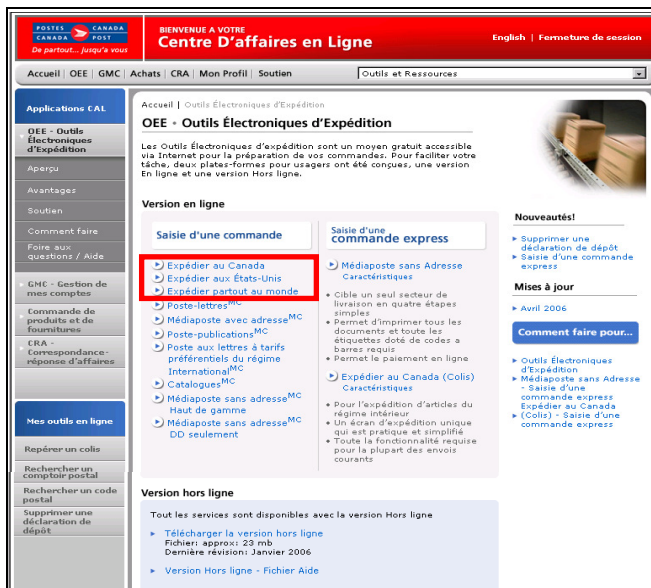 POSTES CANADA
CANADA POST
De partout... jusqu'a vous
BIENVENUE A VOTRE
Centre D'affaires en Ligne
English | Fermeture de session
Accueil | OEE | GMC | Achats | CRA | Mon Profil | Soutien
Outils et Ressources
Applications CAL
OEE - Outils
Électroniques
d'Expédition
Aperçu
Avantages
Soutien
Comment faire
Foire aux
questions / Aide
GMC - Gestion de
mes comptes
Commande de
produits et de
fournitures
CRA -
Correspondance-
réponse d'affaires
Mes outils en ligne
Repérer un colis
Rechercher un
comptoir postal
Rechercher un code
postal
Supprimer une
déclaration de
dépôt
Accueil | Outils Électroniques d'Expédition
OEE • Outils Électroniques d'Expédition
Les Outils Électroniques d'expédition sont un moyen gratuit accessible
via Internet pour la préparation de vos commandes. Pour faciliter votre
tâche, deux plates-formes pour usagers ont été conçues, une version
En ligne et une version Hors ligne.
Version en ligne
Saisie d'une commande
Expédier au Canada
Expédier aux États-Unis
Expédier partout au monde
Poste-lettres MC
Médiaposte avec adresse MC
Poste-publications MC
Poste aux lettres à tarifs
préférentiels du régime
International MC
Catalogues MC
Médiaposte sans adresse MC
Haut de gamme
Médiaposte sans adresse MC
DD seulement
Saisie d'une
commande express
Médiaposte sans Adresse
Caractéristiques
• Cible un seul secteur de
livraison en quatre étapes
simples
• Permet d'imprimer tous les
documents et toute les
étiquettes doté de codes a
barres requis
• Permet le paiement en ligne
Expédier au Canada (Colis)
Caractéristiques
• Pour l'expédition d'articles du
régime intérieur
• Un écran d'expédition unique
qui est pratique et simplifié
• Toute la fonctionnalité requise
pour la plupart des envois
courants
Version hors ligne
Tout les services sont disponibles avec la version Hors ligne
Télécharger la version hors ligne
Fichier: approx: 23 mb
Dernière révision: Janvier 2006
Version Hors ligne - Fichier Aide
Nouveautés!
Supprimer une
déclaration de dépôt
Saisie d'une commande
express
Mises à jour
Avril 2006
Comment faire pour...
Outils Électroniques
d'Expédition
Médiaposte sans Adresse
- Saisie d'une
commande express
Expédier au Canada
(Colis) - Saisie d'une
commande express